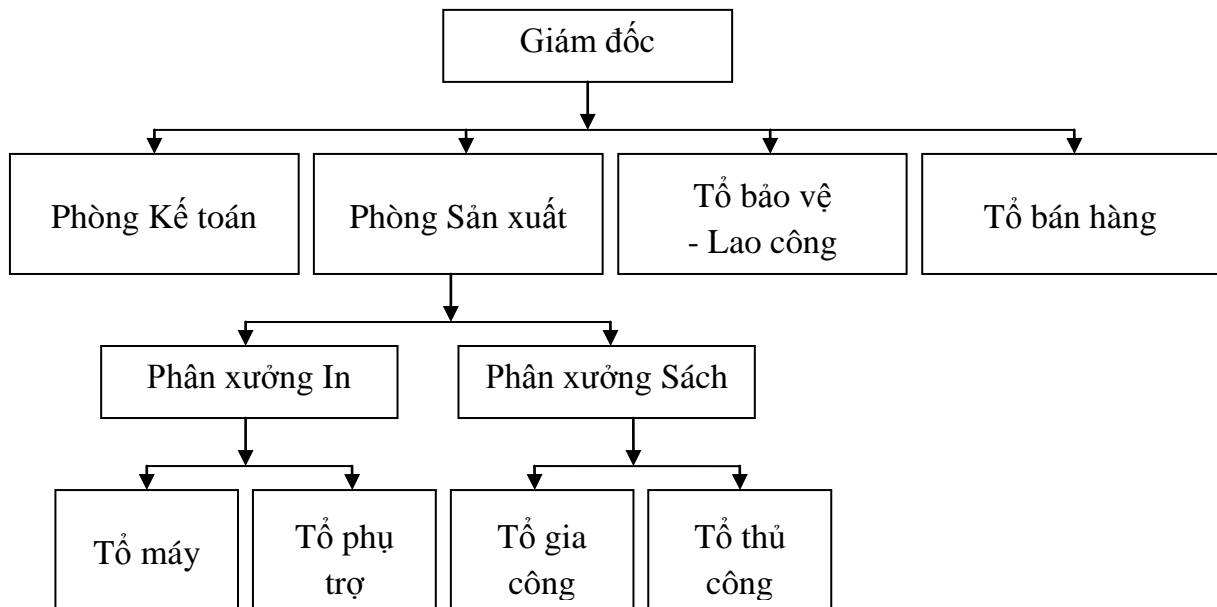 Giám đốc
Phòng Kế toán
Phòng Sản xuất
Tổ bảo vệ
- Lao công
Tổ bán hàng
Phân xưởng In
Phân xưởng Sách
Tổ máy
Tổ phụ
trợ
Tổ gia
công
Tổ thủ
công